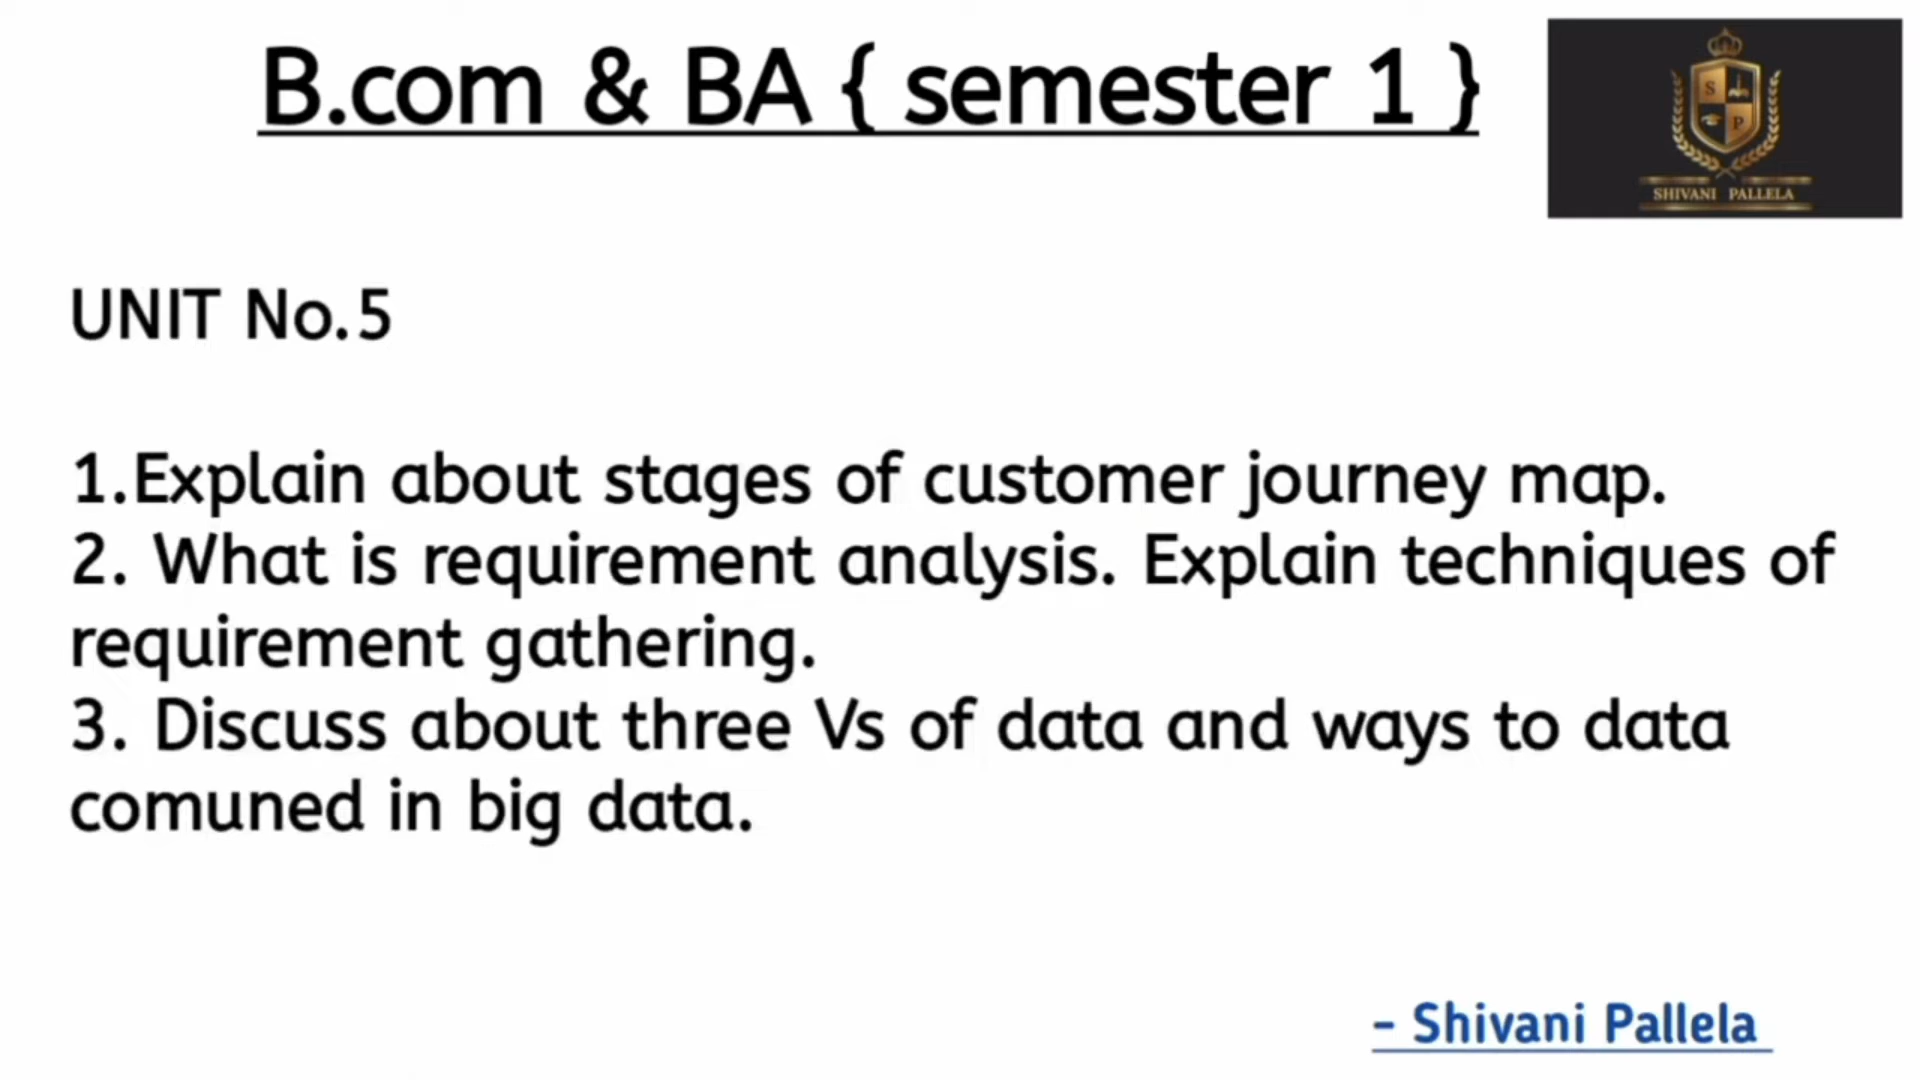 B.com & BA { semester 1 }
S
P
SHIVANI PALLELA
UNIT No.5
1.Explain about stages of customer journey map.
2. What is requirement analysis. Explain techniques of
requirement gathering.
3. Discuss about three Vs of data and ways to data
comuned in big data.
- Shivani Pallela